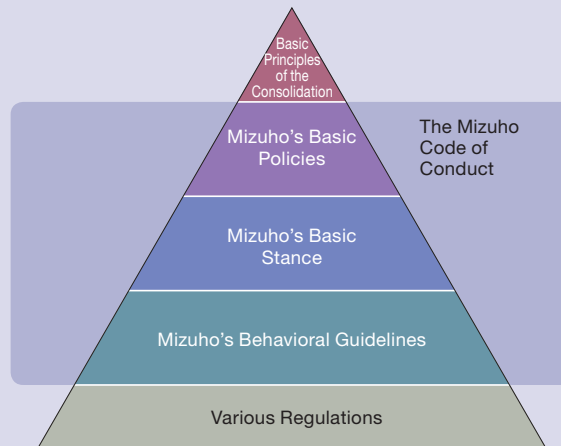 Basic
Principles
of the
Consolidation
Mizuho’s Basic
Policies
The Mizuho
Code of
Conduct
Mizuho’s Basic
Stance
Mizuho’s Behavioral Guidelines
Various Regulations